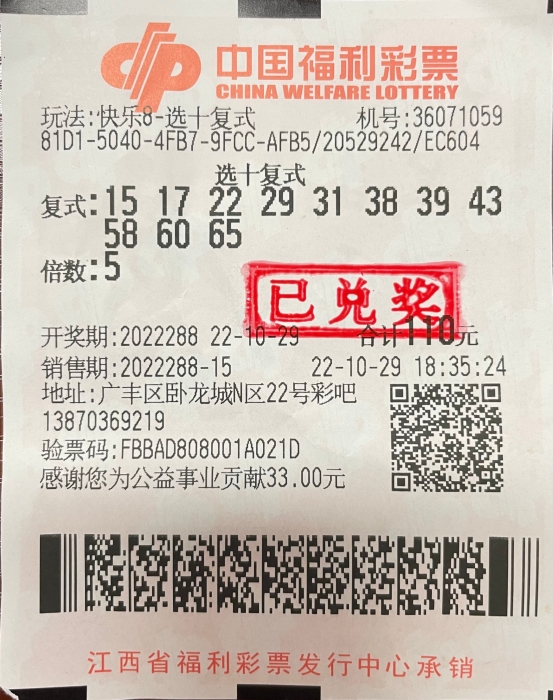 中国福利彩票
CHINA WELFARE LOTTERY
玩法:快乐8-选十复式 机号:36071059
81D1-5040-4FB7-9FCC-AFB5/20529242/EC604
选十复式
复式:15 17 22 29 31 38 39 43
58 60 65
倍数:5
已兑奖
开奖期:2022288 22-10-29 合计110元
销售期:2022288-15 22-10-29 18:35:24
地址:广丰区卧龙城N区22号彩吧
13870369219
验票码:FBBAD808001A021D
感谢您为公益事业贡献33.00元
江西省福利彩票发行中心承销